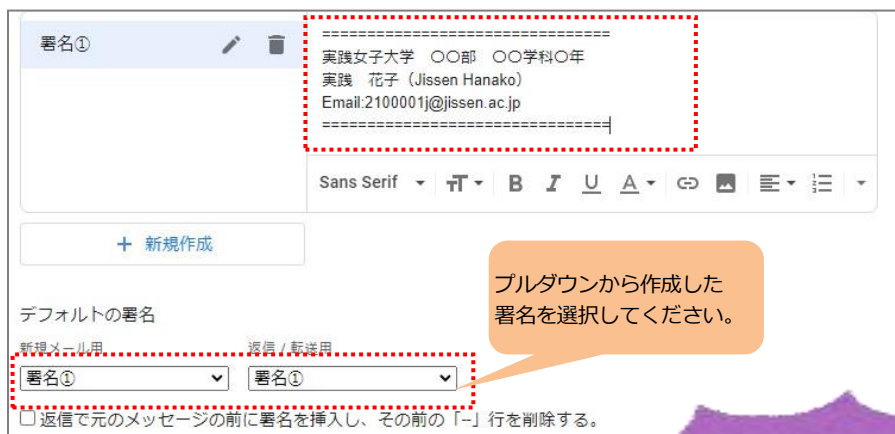 署名①
================================
実践女子大学　〇〇部　〇〇学科〇年
実践　花子（Jissen Hanako）
Email:2100001j@jissen.ac.jp
================================
Sans Serif
B I U A
＋ 新規作成
プルダウンから作成した
署名を選択してください。
デフォルトの署名
新規メール用 返信 / 転送用
署名① 署名①
返信で元のメッセージの前に署名を挿入し、その前の「--」行を削除する。